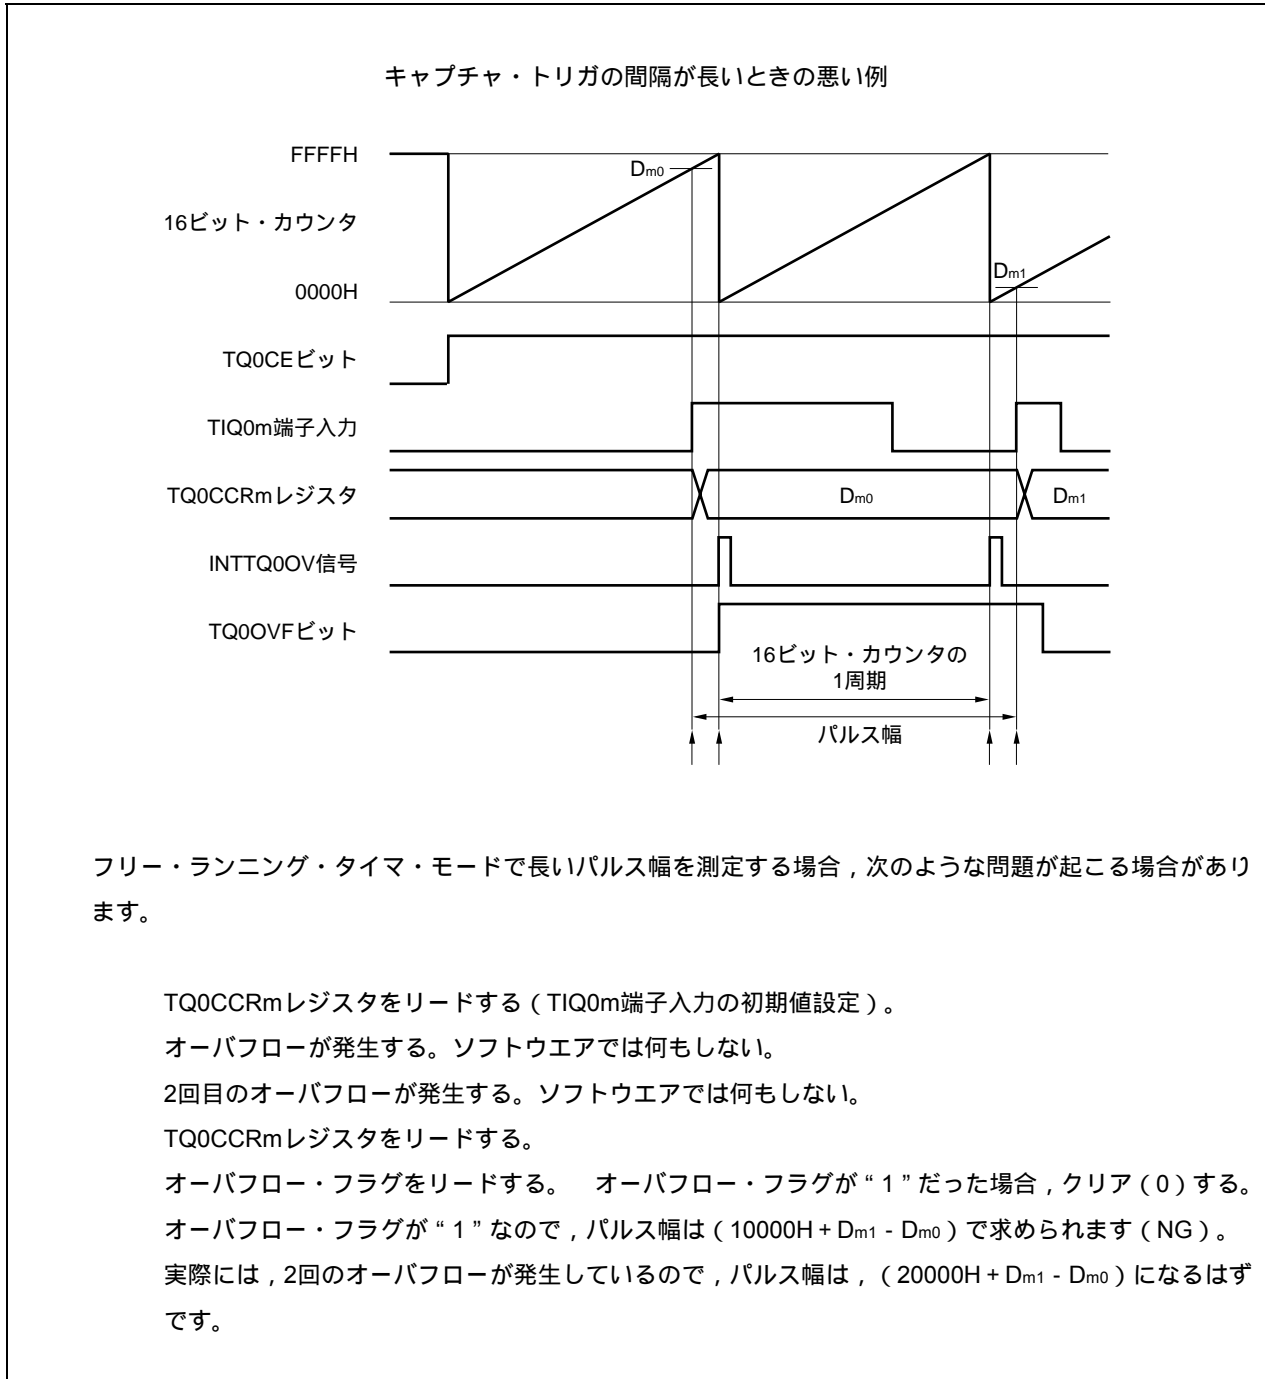 キャプチャ・トリガの間隔が長いときの悪い例
FFFFH
Dm0
16ビット・カウンタ
Dm1
0000H
TQ0CEビット
TIQ0m端子入力
TQ0CCRmレジスタ
Dm0
Dm1
INTTQ0OV信号
TQ0OVFビット
16ビット・カウンタの
1周期
パルス幅
フリー・ランニング・タイマ・モードで長いパルス幅を測定する場合，次のような問題が起こる場合があり
ます。
TQ0CCRmレジスタをリードする（TIQ0m端子入力の初期値設定）。
オーバフローが発生する。ソフトウエアでは何もしない。
2回目のオーバフローが発生する。ソフトウエアでは何もしない。
TQ0CCRmレジスタをリードする。
オーバフロー・フラグをリードする。　オーバフロー・フラグが“1”だった場合，クリア（0）する。
オーバフロー・フラグが“1”なので，パルス幅は（10000H + Dm1 - Dm0）で求められます（NG）。
実際には，2回のオーバフローが発生しているので，パルス幅は，（20000H + Dm1 - Dm0）になるはず
です。